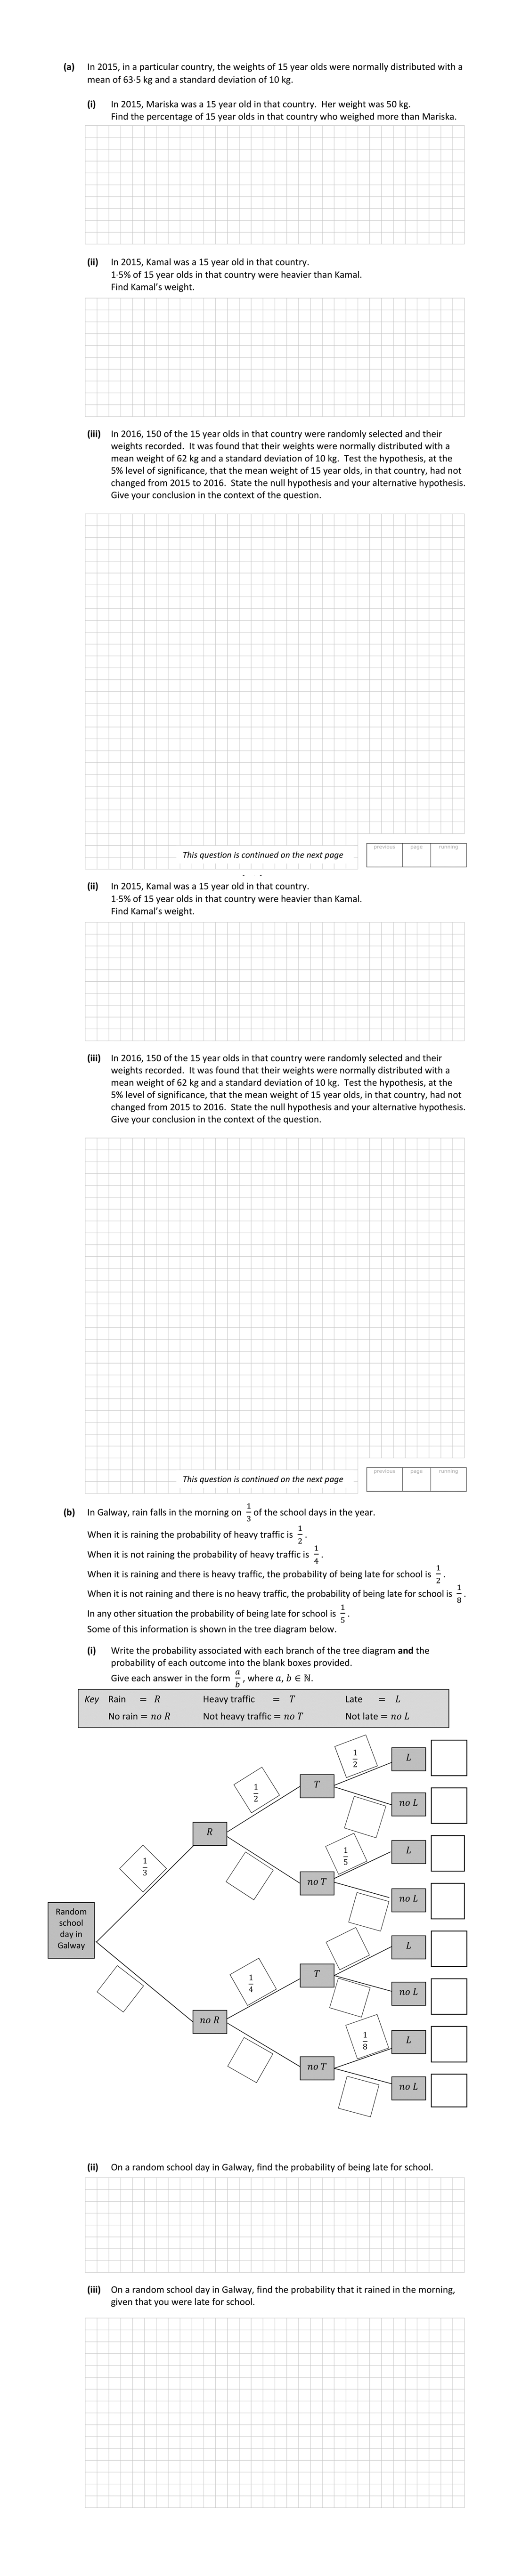 (a) In 2015, in a particular country, the weights of 15 year olds were normally distributed with a
mean of 63·5 kg and a standard deviation of 10 kg.
(i) In 2015, Mariska was a 15 year old in that country. Her weight was 50 kg.
Find the percentage of 15 year olds in that country who weighed more than Mariska.
(ii) In 2015, Kamal was a 15 year old in that country.
1·5% of 15 year olds in that country were heavier than Kamal.
Find Kamal's weight.
(iii) In 2016, 150 of the 15 year olds in that country were randomly selected and their
weights recorded. It was found that their weights were normally distributed with a
mean weight of 62 kg and a standard deviation of 10 kg. Test the hypothesis, at the
5% level of significance, that the mean weight of 15 year olds, in that country, had not
changed from 2015 to 2016. State the null hypothesis and your alternative hypothesis.
Give your conclusion in the context of the question.
This question is continued on the next page
previous page running
(ii) In 2015, Kamal was a 15 year old in that country.
1·5% of 15 year olds in that country were heavier than Kamal.
Find Kamal's weight.
(iii) In 2016, 150 of the 15 year olds in that country were randomly selected and their
weights recorded. It was found that their weights were normally distributed with a
mean weight of 62 kg and a standard deviation of 10 kg. Test the hypothesis, at the
5% level of significance, that the mean weight of 15 year olds, in that country, had not
changed from 2015 to 2016. State the null hypothesis and your alternative hypothesis.
Give your conclusion in the context of the question.
This question is continued on the next page
previous page running
(b) In Galway, rain falls in the morning on 1/3 of the school days in the year.
When it is raining the probability of heavy traffic is 1/2.
When it is not raining the probability of heavy traffic is 1/4.
When it is raining and there is heavy traffic, the probability of being late for school is 1/2.
When it is not raining and there is no heavy traffic, the probability of being late for school is 1/8.
In any other situation the probability of being late for school is 1/5.
Some of this information is shown in the tree diagram below.
(i) Write the probability associated with each branch of the tree diagram and the
probability of each outcome into the blank boxes provided.
Give each answer in the form a/b, where a, b ∈ ℕ.
Key Rain = R Heavy traffic = T Late = L
No rain = no R Not heavy traffic = no T Not late = no L
1/2
L
1/2
T
no L
R
1/5
L
1/3
no T
no L
Random
school
day in
Galway
L
1/4
T
no L
no R
1/8
L
no T
no L
(ii) On a random school day in Galway, find the probability of being late for school.
(iii) On a random school day in Galway, find the probability that it rained in the morning,
given that you were late for school.